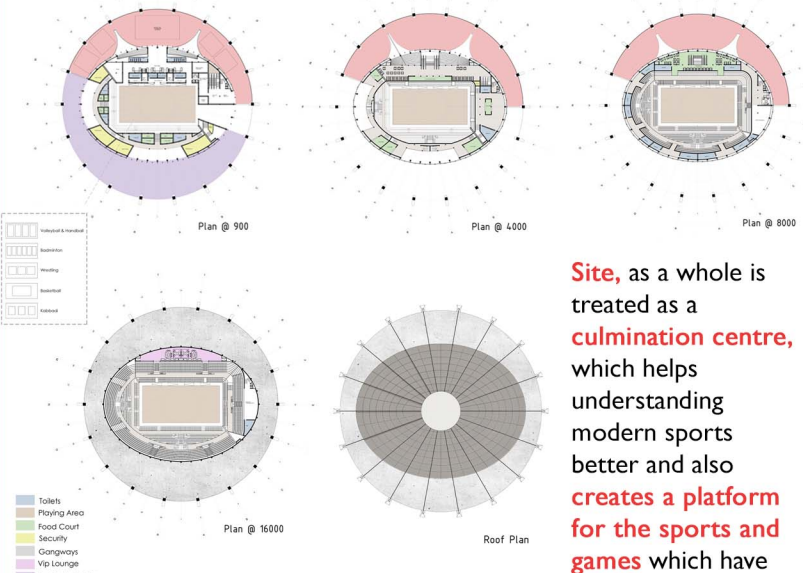 Plan @ 900
Plan @ 4000
Plan @ 8000
Volleyball & Handball
Badminton
Wrestling
Basketball
Kabbadi
Plan @ 16000
Roof Plan
Toilets
Playing Area
Food Court
Security
Gangways
Vip Lounge
Site, as a whole is
treated as a
culmination centre,
which helps
understanding
modern sports
better and also
creates a platform
for the sports and
games which have